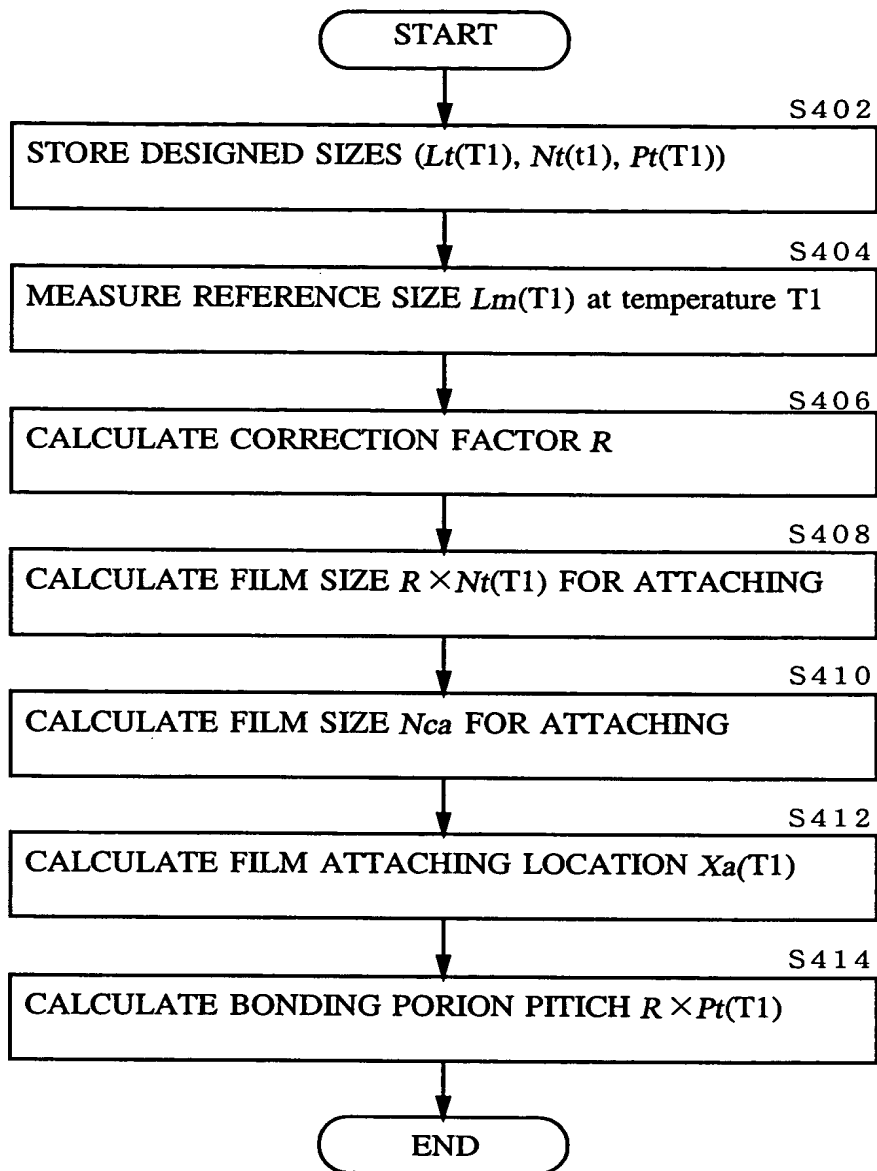 START
S402
STORE DESIGNED SIZES (Lt(T1), Nt(t1), Pt(T1))
S404
MEASURE REFERENCE SIZE Lm(T1) at temperature T1
S406
CALCULATE CORRECTION FACTOR R
S408
CALCULATE FILM SIZE R×Nt(T1) FOR ATTACHING
S410
CALCULATE FILM SIZE Nca FOR ATTACHING
S412
CALCULATE FILM ATTACHING LOCATION Xa(T1)
S414
CALCULATE BONDING PORION PITICH R×Pt(T1)
END